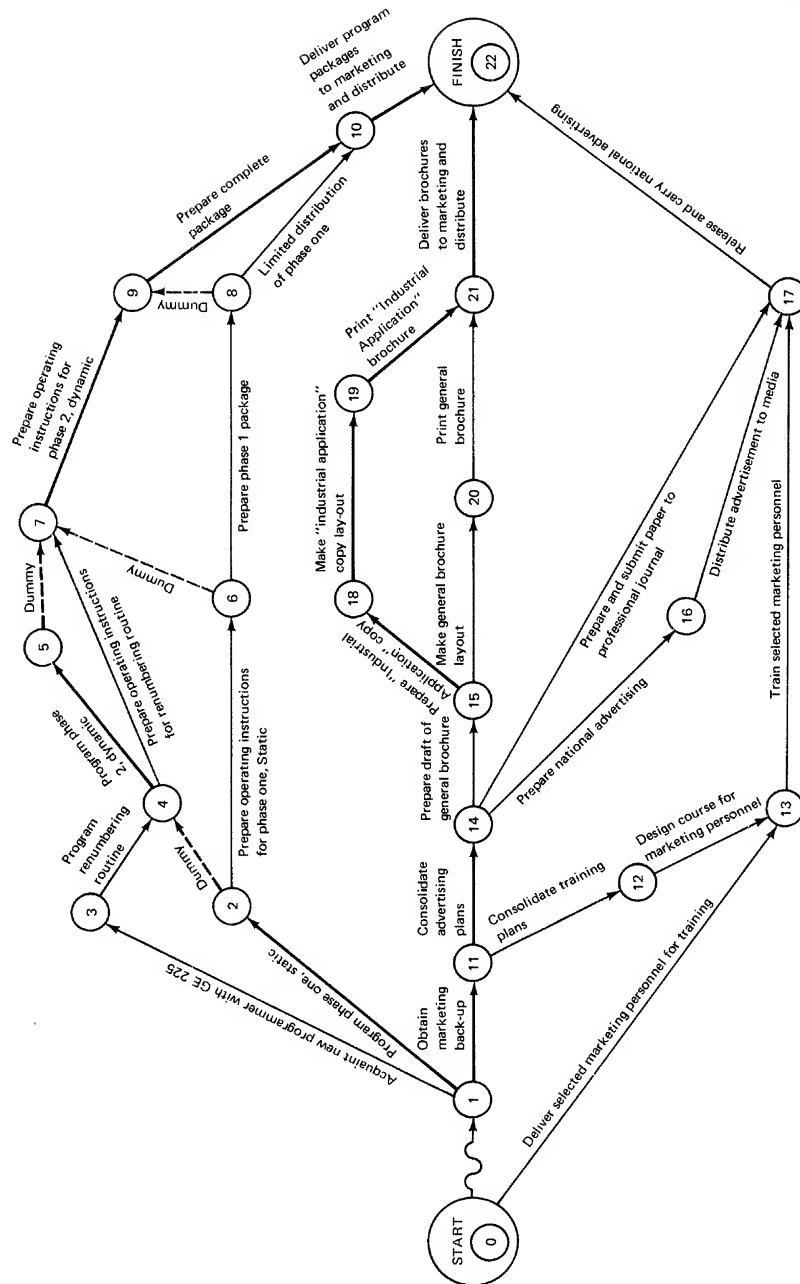 START
0
1
Acquaint new programmer with GE 225
3
Program
renumbering
routine
Program phase one, static
2
Dummy
4
Program phase
2, dynamic
5
Dummy
Prepare operating instructions
for renumbering routine
7
Prepare operating instructions
for phase one, Static
6
Dummy
Prepare operating
instructions for
phase 2, dynamic
9
Prepare phase 1 package
8
Dummy
Prepare complete
package
Limited distribution
of phase one
10
Deliver program
packages
to marketing
and distribute
Obtain
marketing
back-up
11
Consolidate
advertising
plans
14
Prepare draft of
general brochure
15
Prepare "Industrial
Application" copy
18
Make "industrial application"
copy lay-out
19
Print "Industrial
Application"
brochure
Make general brochure
layout
20
Print general
brochure
21
Deliver brochures
to marketing and
distribute
FINISH
22
Consolidate training
plans
12
Design course for
marketing personnel
13
Deliver selected marketing personnel for training
Train selected marketing personnel
Prepare national advertising
16
Distribute advertisement to media
Prepare and submit paper to
professional journal
17
Release and carry national advertising